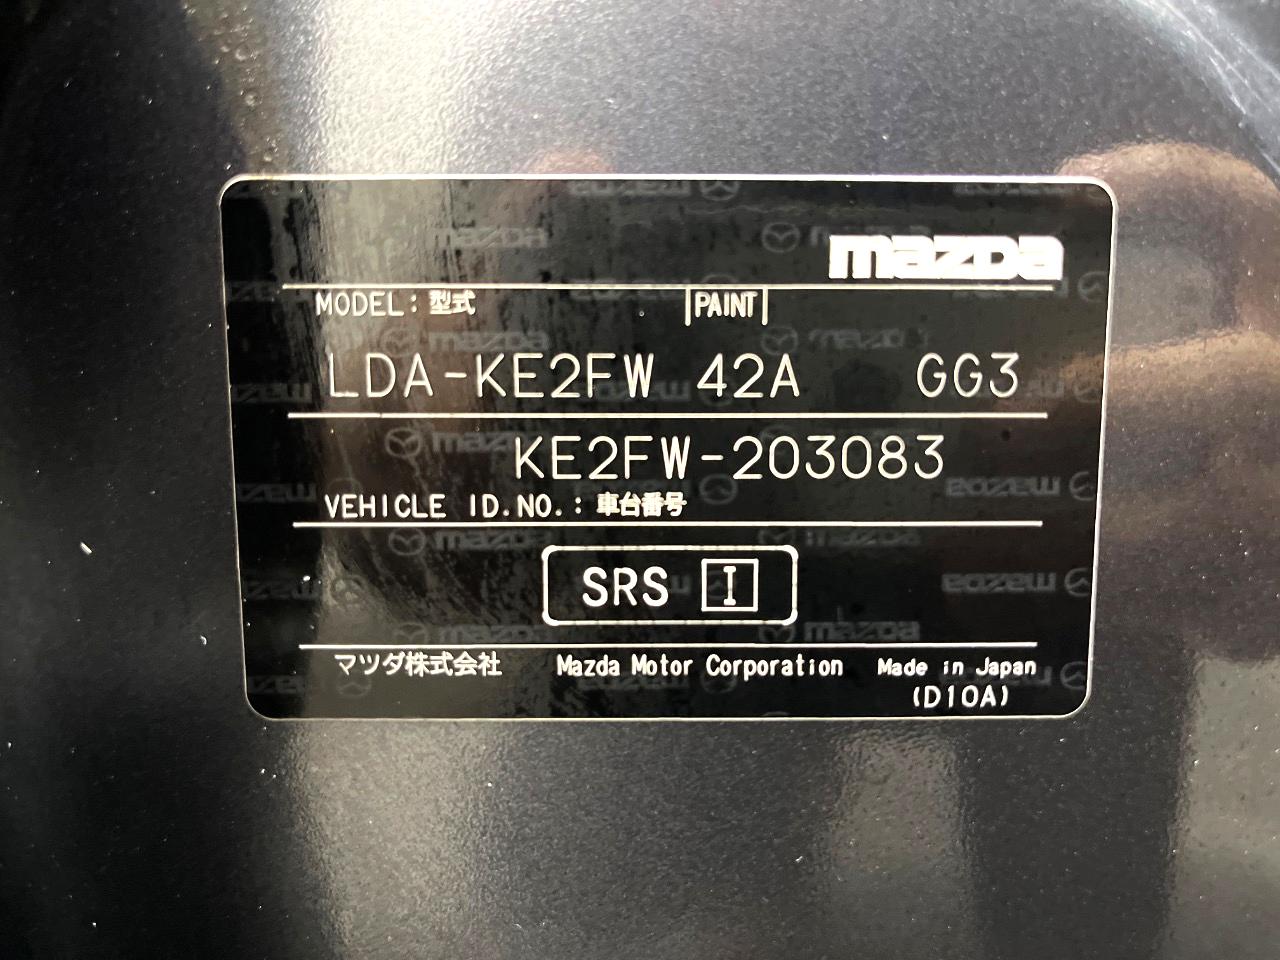 mazda
MODEL: 型式 PAINT
LDA-KE2FW 42A GG3
KE2FW-203083
VEHICLE ID.NO.: 車台番号
SRS I
マツダ株式会社 Mazda Motor Corporation Made in Japan
(D10A)